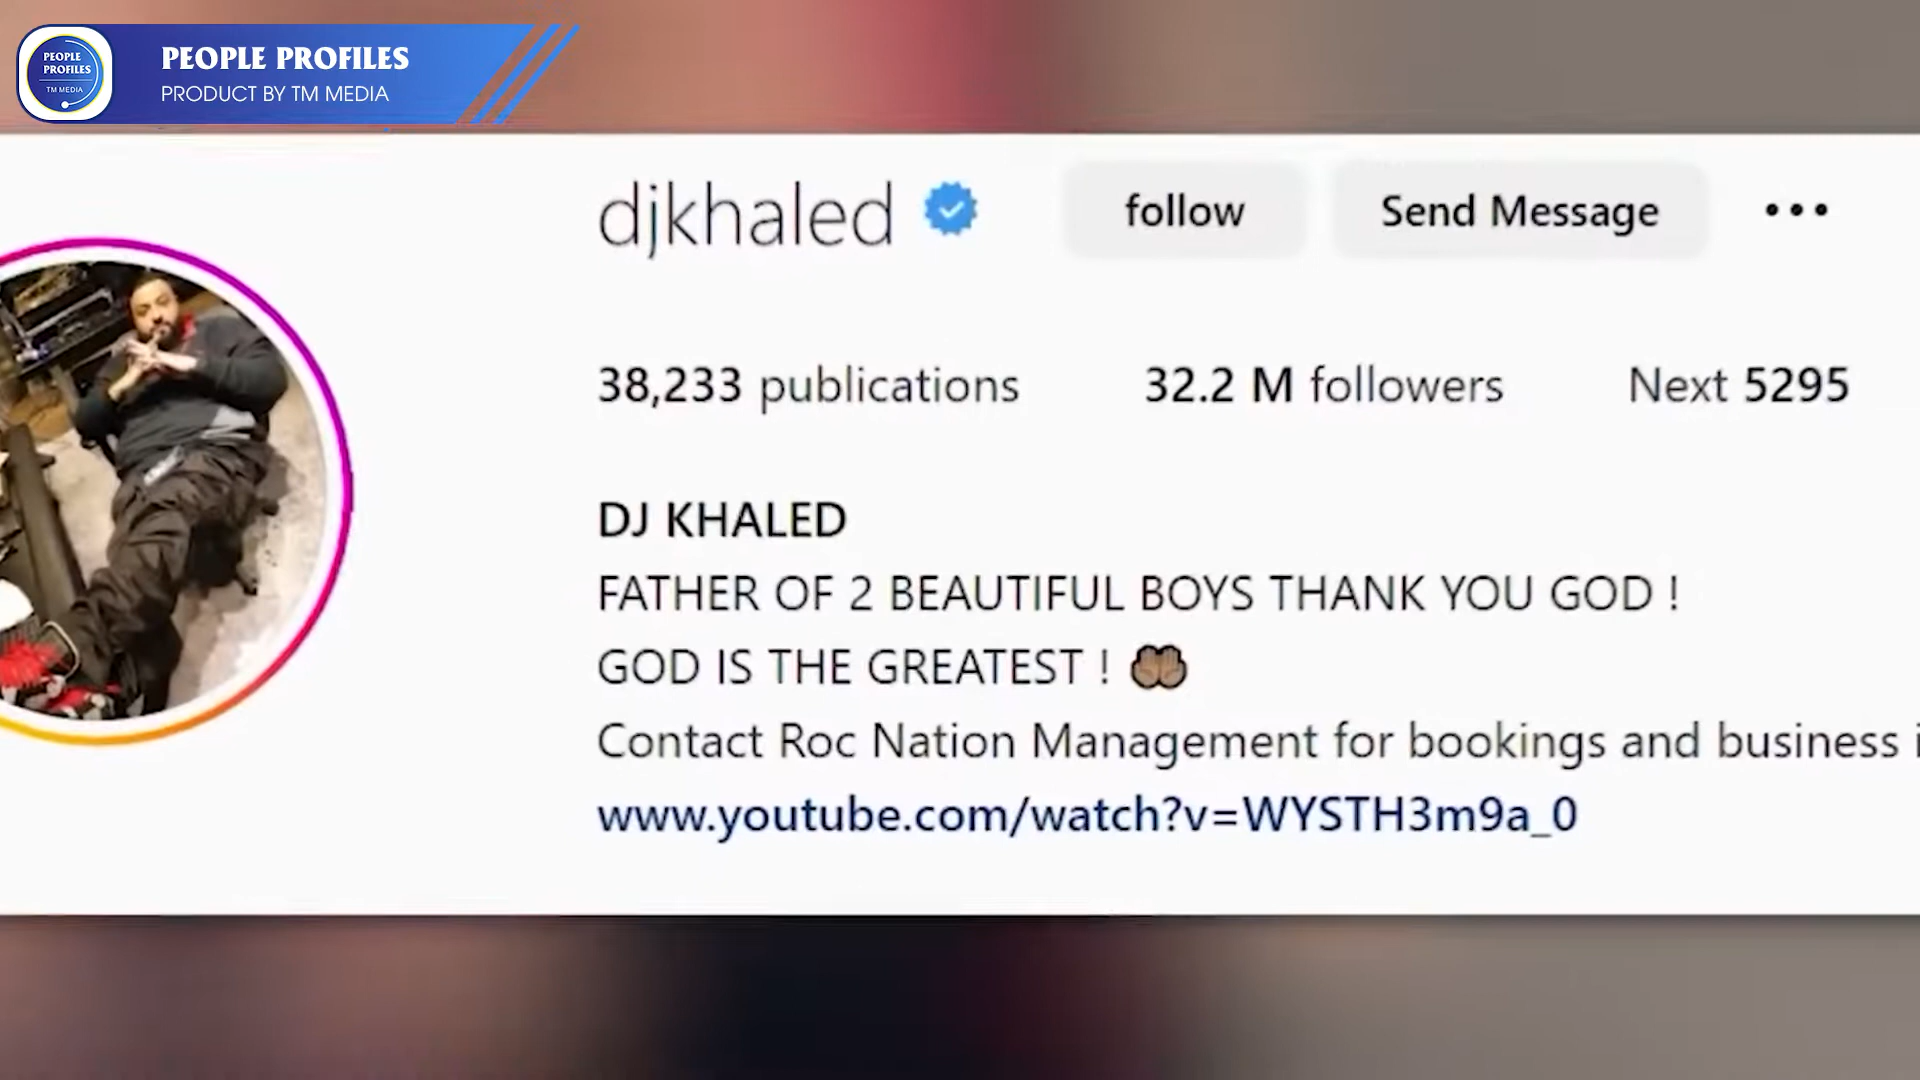 PEOPLE
PROFILES
TM MEDIA
PEOPLE PROFILES
PRODUCT BY TM MEDIA
djkhaled
follow
Send Message
38,233 publications
32.2 M followers
Next 5295
DJ KHALED
FATHER OF 2 BEAUTIFUL BOYS THANK YOU GOD !
GOD IS THE GREATEST ! 🤲🏾
Contact Roc Nation Management for bookings and business
www.youtube.com/watch?v=WYSTH3m9a_0